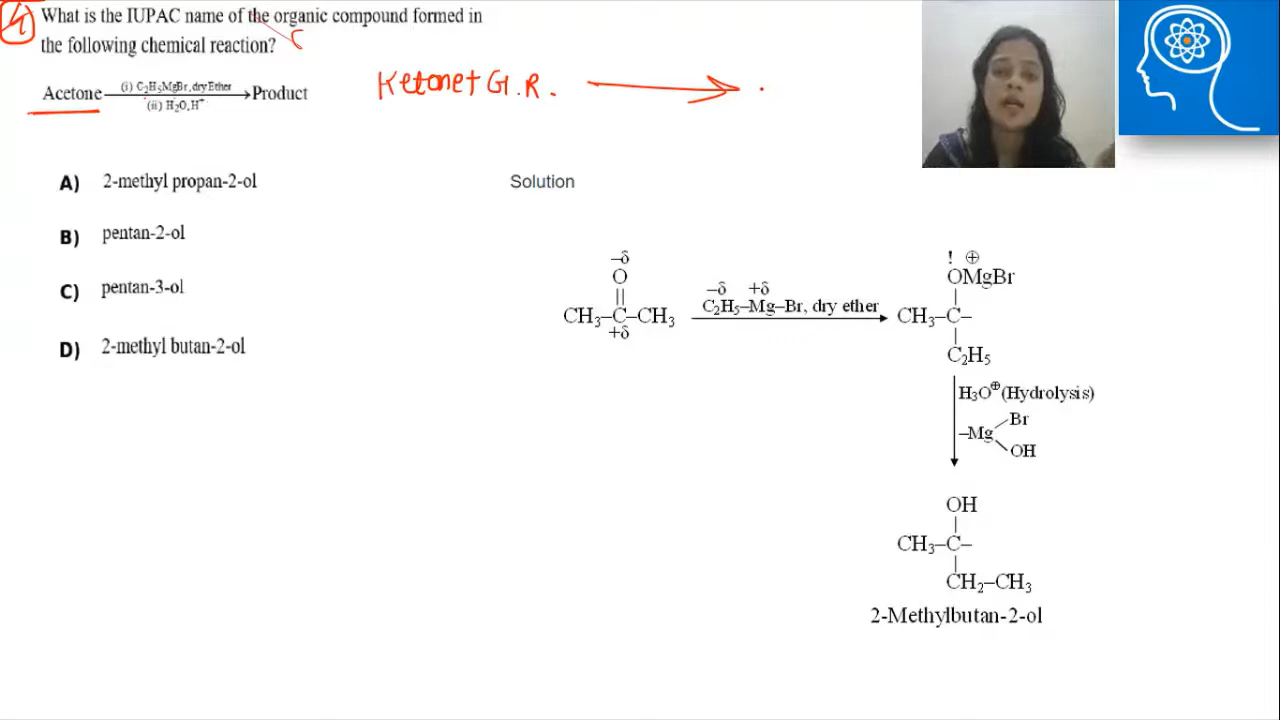 4
What is the IUPAC name of the organic compound formed in
the following chemical reaction?
Acetone (i) C₂H₅MgBr, dry Ether (ii) H₂O, H⁺ → Product
Ketone+ G.R. → .
A) 2-methyl propan-2-ol
B) pentan-2-ol
C) pentan-3-ol
D) 2-methyl butan-2-ol
Solution
–δ
O
||
CH₃–C–CH₃
+δ
–δ +δ
C₂H₅–Mg–Br, dry ether
! ⊕
OMgBr
|
CH₃–C–
|
C₂H₅
H₃O⊕(Hydrolysis)
–Mg
Br
OH
OH
|
CH₃–C–
|
CH₂–CH₃
2-Methylbutan-2-ol